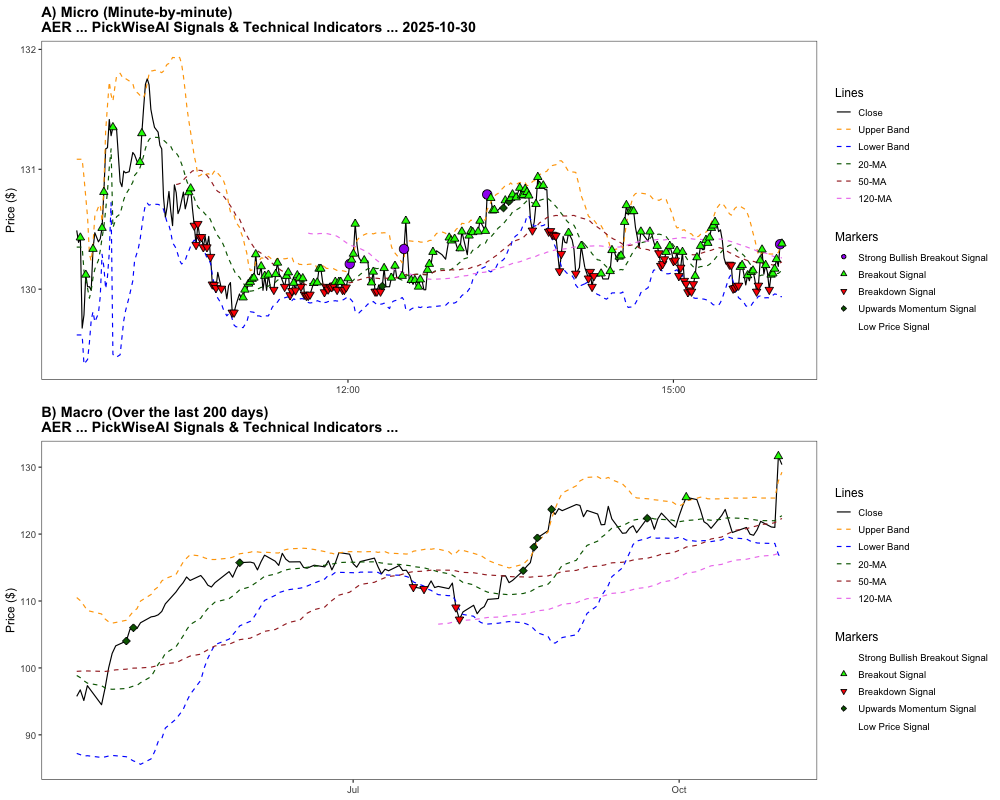 A) Micro (Minute-by-minute)
AER ... PickWiseAI Signals & Technical Indicators ... 2025-10-30
Price ($)
132
131
130
12:00
15:00
Lines
Close
Upper Band
Lower Band
20-MA
50-MA
120-MA
Markers
Strong Bullish Breakout Signal
Breakout Signal
Breakdown Signal
Upwards Momentum Signal
Low Price Signal
B) Macro (Over the last 200 days)
AER ... PickWiseAI Signals & Technical Indicators ...
Price ($)
130
120
110
100
90
Jul
Oct
Lines
Close
Upper Band
Lower Band
20-MA
50-MA
120-MA
Markers
Strong Bullish Breakout Signal
Breakout Signal
Breakdown Signal
Upwards Momentum Signal
Low Price Signal